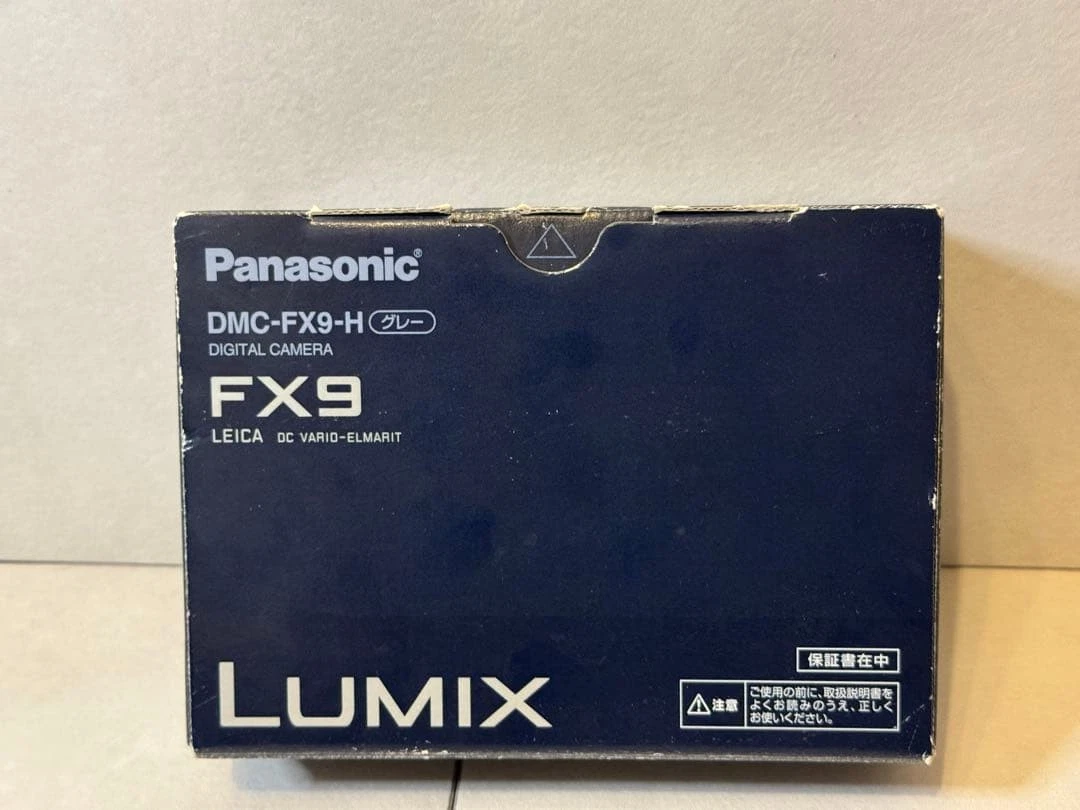 Panasonic®
DMC-FX9-H グレー
DIGITAL CAMERA
FX9
LEICA DC VARIO-ELMARIT
LUMIX
保証書在中
注意
ご使用の前に、取扱説明書を
よくお読みのうえ、正しく
お使いください。